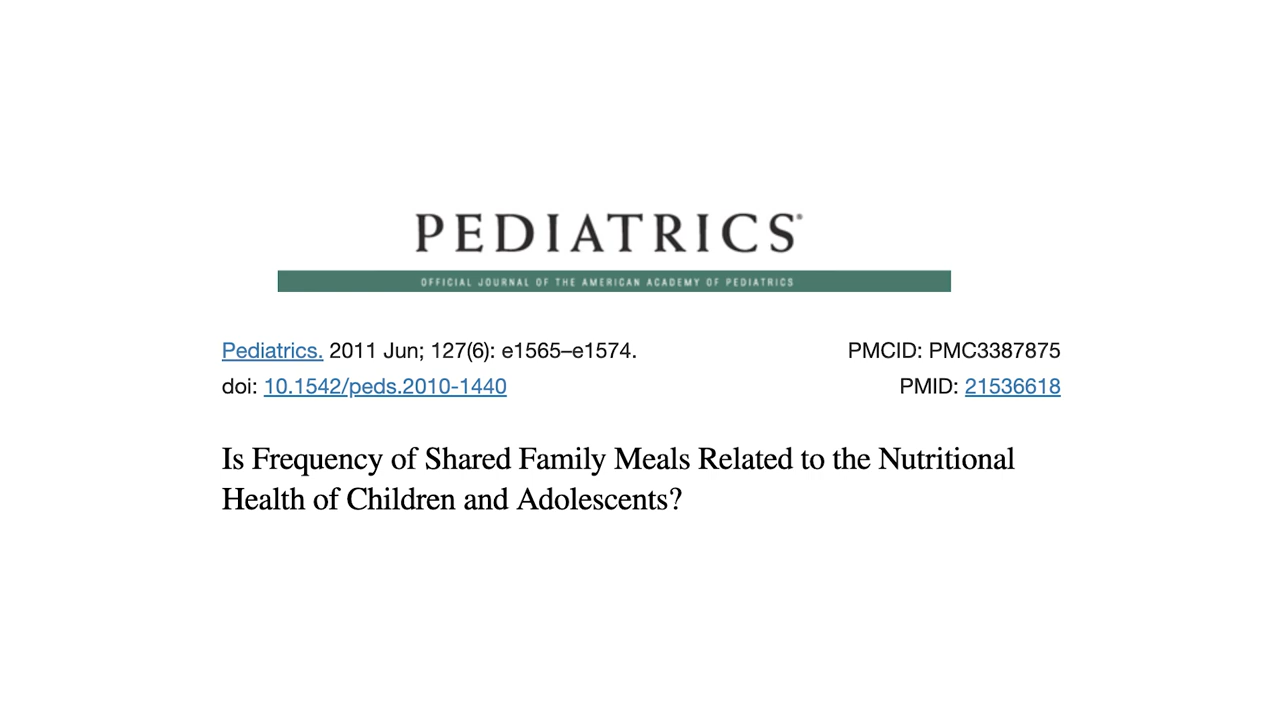 PEDIATRICS®
OFFICIAL JOURNAL OF THE AMERICAN ACADEMY OF PEDIATRICS
Pediatrics. 2011 Jun; 127(6): e1565–e1574.
PMCID: PMC3387875
doi: 10.1542/peds.2010-1440
PMID: 21536618
Is Frequency of Shared Family Meals Related to the Nutritional
Health of Children and Adolescents?